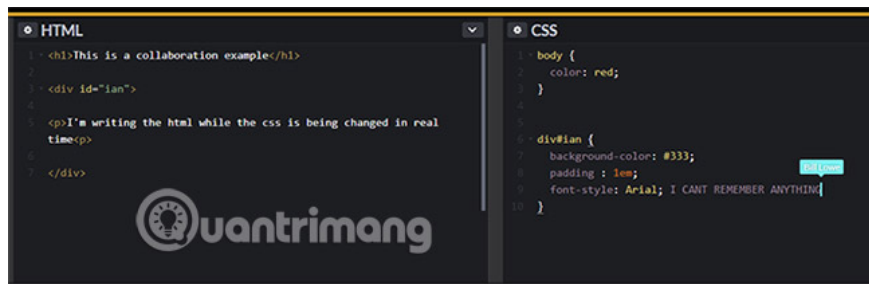 HTML
1 <h1>This is a collaboration example</h1>
2
3 <div id="ian">
5 <p>I'm writing the html while the css is being changed in real
time<p>
6
7 </div>
Quantrimang
CSS
1 body {
2 color: red;
3 }
5
6 div#ian {
7 background-color: #333;
8 padding : 1em;
Bill Lowe
9 font-style: Arial; I CANT REMEMBER ANYTHING
10 }